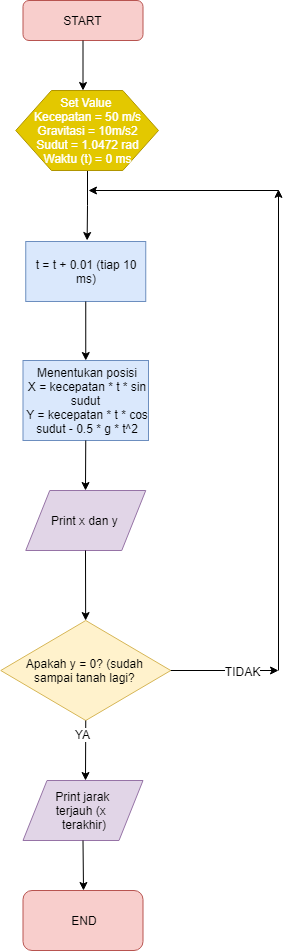 START
Set Value
Kecepatan = 50 m/s
Gravitasi = 10m/s2
Sudut = 1.0472 rad
Waktu (t) = 0 ms
t = t + 0.01 (tiap 10
ms)
Menentukan posisi
X = kecepatan * t * sin
sudut
Y = kecepatan * t * cos
sudut - 0.5 * g * t^2
Print x dan y
Apakah y = 0? (sudah
sampai tanah lagi?
TIDAK
YA
Print jarak
terjauh (x
terakhir)
END